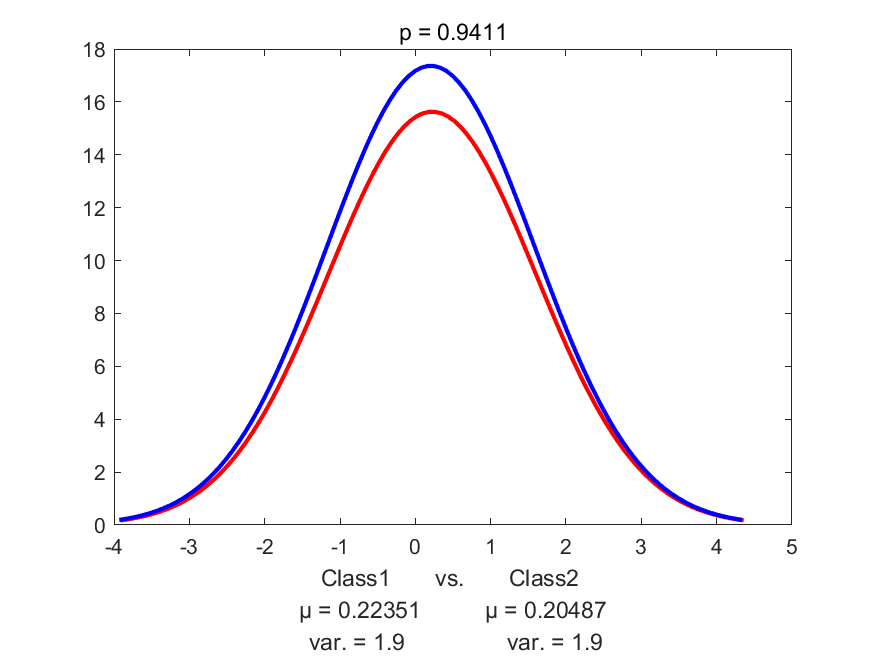 p = 0.9411
18
16
14
12
10
8
6
4
2
0
-4 -3 -2 -1 0 1 2 3 4 5
Class1 vs. Class2
μ = 0.22351 μ = 0.20487
var. = 1.9 var. = 1.9